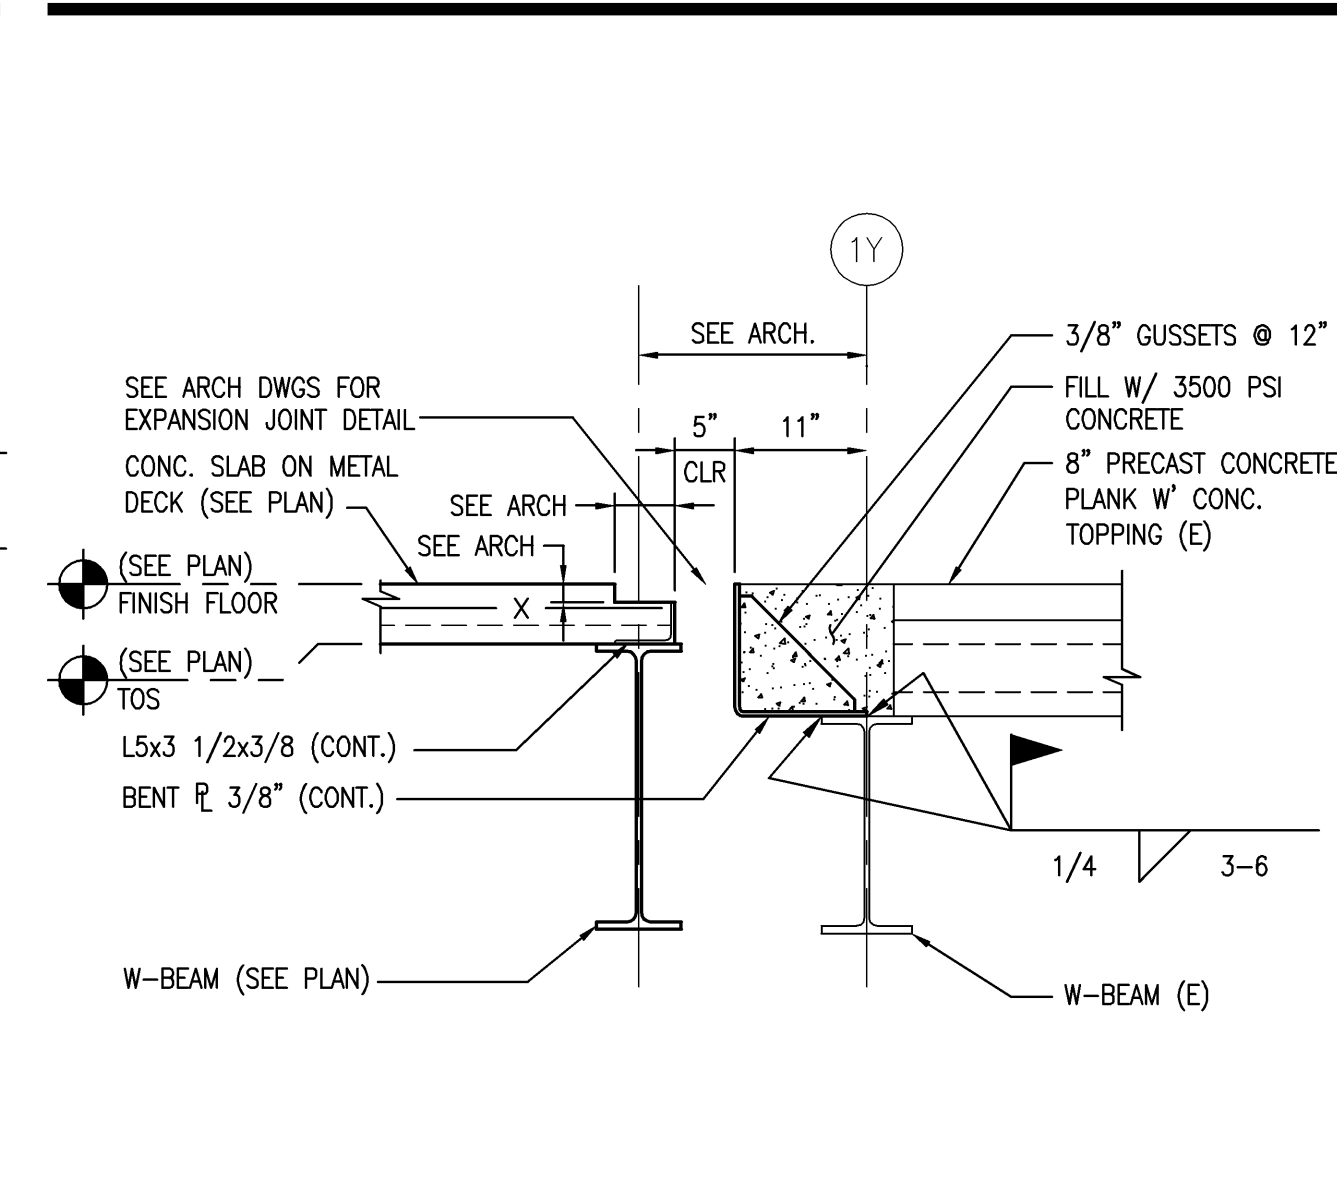 1Y
SEE ARCH.
3/8” GUSSETS @ 12”
SEE ARCH DWGS FOR
EXPANSION JOINT DETAIL
FILL W/ 3500 PSI
CONCRETE
5”
CLR
11”
CONC. SLAB ON METAL
DECK (SEE PLAN)
8” PRECAST CONCRETE
PLANK W' CONC.
TOPPING (E)
SEE ARCH
SEE ARCH
(SEE PLAN)
FINISH FLOOR
X
(SEE PLAN)
TOS
L5x3 1/2x3/8 (CONT.)
BENT ⅊ 3/8” (CONT.)
1/4
3-6
W-BEAM (SEE PLAN)
W-BEAM (E)